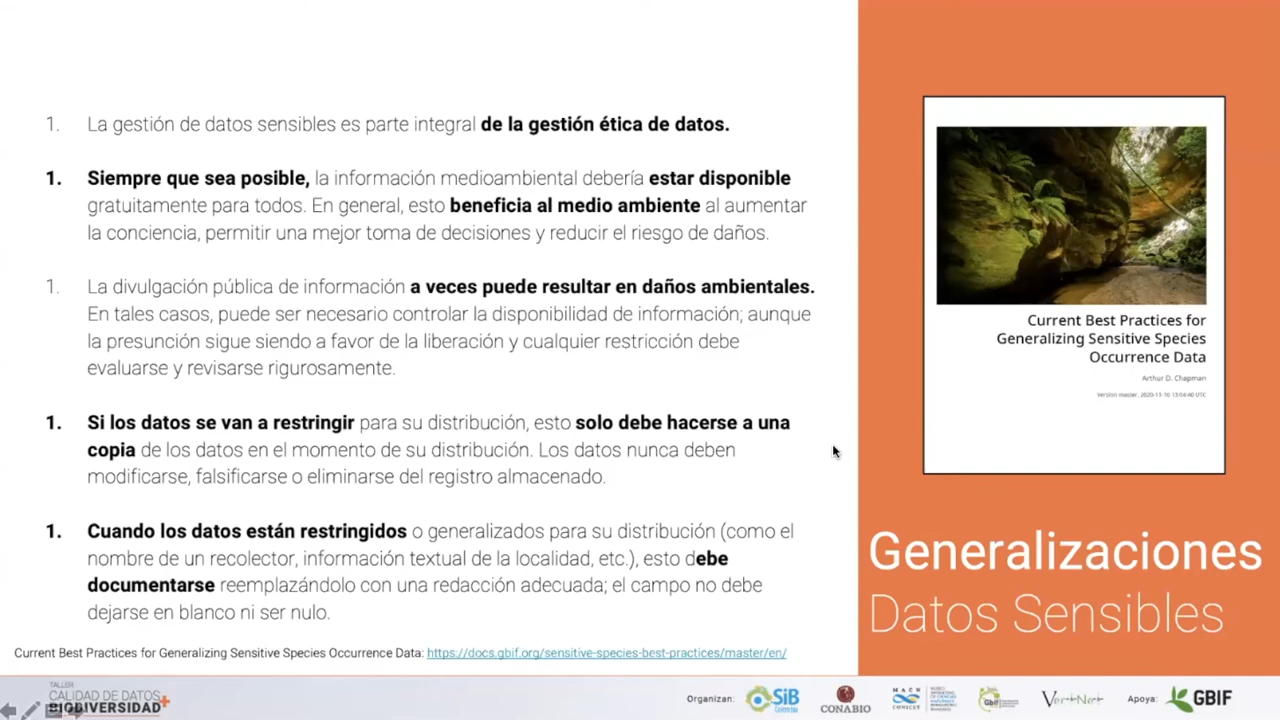 1. La gestión de datos sensibles es parte integral de la gestión ética de datos.
1. Siempre que sea posible, la información medioambiental debería estar disponible
gratuitamente para todos. En general, esto beneficia al medio ambiente al aumentar
la conciencia, permitir una mejor toma de decisiones y reducir el riesgo de daños.
1. La divulgación pública de información a veces puede resultar en daños ambientales.
En tales casos, puede ser necesario controlar la disponibilidad de información; aunque
la presunción sigue siendo a favor de la liberación y cualquier restricción debe
evaluarse y revisarse rigurosamente.
1. Si los datos se van a restringir para su distribución, esto solo debe hacerse a una
copia de los datos en el momento de su distribución. Los datos nunca deben
modificarse, falsificarse o eliminarse del registro almacenado.
1. Cuando los datos están restringidos o generalizados para su distribución (como el
nombre de un recolector, información textual de la localidad, etc.), esto debe
documentarse reemplazándolo con una redacción adecuada; el campo no debe
dejarse en blanco ni ser nulo.
Current Best Practices for Generalizing Sensitive Species Occurrence Data: https://docs.gbif.org/sensitive-species-best-practices/master/en/
Current Best Practices for
Generalizing Sensitive Species
Occurrence Data
Arthur D. Chapman
Generalizaciones
Datos Sensibles
TALLER
CALIDAD DE DATOS
BIODIVERSIDAD+
Organizan:
SiB
Colombia
CONABIO
MACN
CONICET
Gbif
VertNet
Apoya:
GBIF